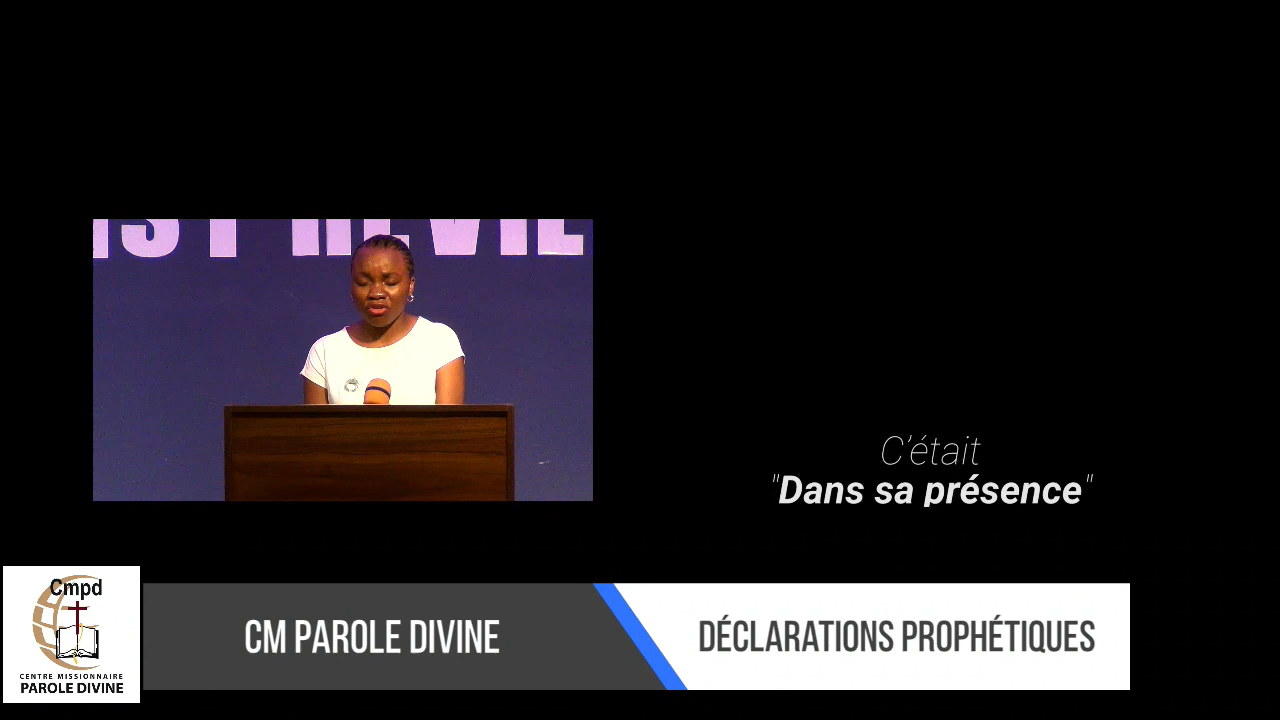 C'était
"Dans sa présence"
Cmpd
CENTRE MISSIONNAIRE
PAROLE DIVINE
CM PAROLE DIVINE
DÉCLARATIONS PROPHÉTIQUES